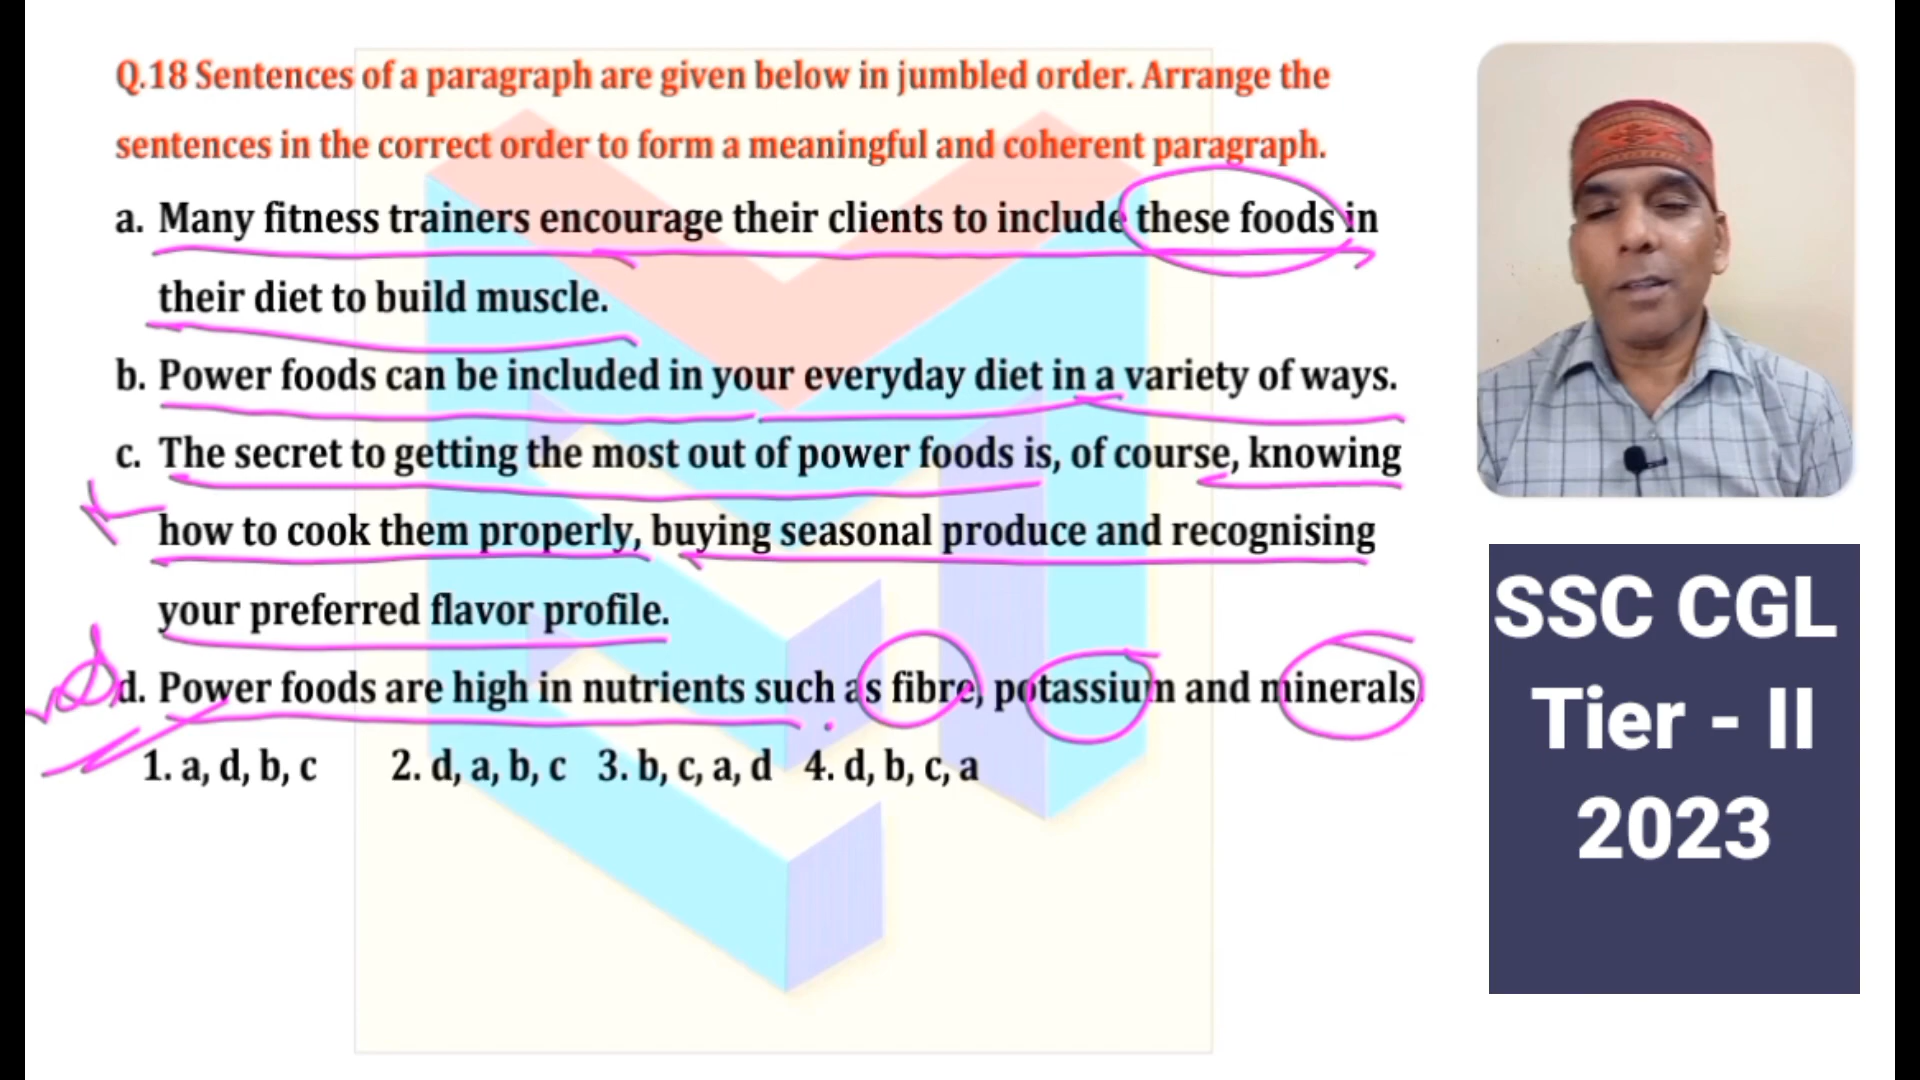 Q.18 Sentences of a paragraph are given below in jumbled order. Arrange the
sentences in the correct order to form a meaningful and coherent paragraph.
a. Many fitness trainers encourage their clients to include these foods in
their diet to build muscle.
b. Power foods can be included in your everyday diet in a variety of ways.
c. The secret to getting the most out of power foods is, of course, knowing
how to cook them properly, buying seasonal produce and recognising
your preferred flavor profile.
d. Power foods are high in nutrients such as fibre, potassium and minerals.
1. a, d, b, c 2. d, a, b, c 3. b, c, a, d 4. d, b, c, a
SSC CGL
Tier - II
2023